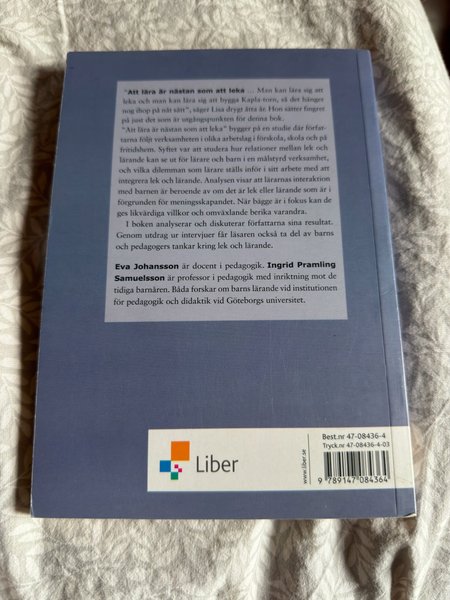 "Att lära är nästan som att leka ... Man kan lära sig att
leka och man kan lära sig att bygga Kapla-torn, så det hänger
nog ihop på nåt sätt", säger Lisa drygt åtta år. Hon sätter fingret
på just det som är utgångspunkten för denna bok.
"Att lära är nästan som att leka" bygger på en studie där förfat-
tarna följt verksamheten i olika arbetslag i förskola, skola och på
fritidshem. Syftet var att studera hur relationer mellan lek och
lärande kan se ut för lärare och barn i en målstyrd verksamhet,
och vilka dilemman som lärare ställs inför i sitt arbete med att
integrera lek och lärande. Analysen visar att lärarnas interaktion
med barnen är beroende av om det är lek eller lärande som är i
förgrunden för meningsskapandet. När bägge är i fokus kan de
ges likvärdiga villkor och omväxlande berika varandra.
I boken analyserar och diskuterar författarna sina resultat.
Genom utdrag ur intervjuer får läsaren också ta del av barns
och pedagogers tankar kring lek och lärande.
Eva Johansson är docent i pedagogik. Ingrid Pramling
Samuelsson är professor i pedagogik med inriktning mot de
tidiga barnåren. Båda forskar om barns lärande vid institutionen
för pedagogik och didaktik vid Göteborgs universitet.
Liber
www.liber.se
Best.nr 47-08436-4
Tryck.nr 47-08436-4-03
9 789147 084364